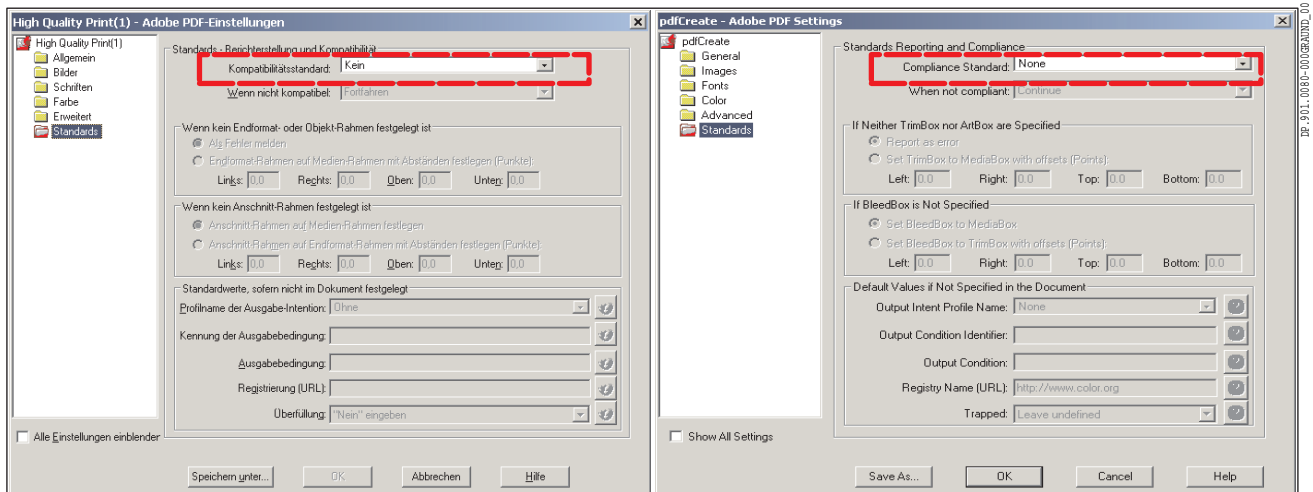 High Quality Print(1) - Adobe PDF-Einstellungen
High Quality Print(1)
Allgemein
Bilder
Schriften
Farbe
Erweitert
Standards
Standards - Berichterstellung und Kompatibilität
Kompatibilitätsstandard: Kein
Wenn nicht kompatibel: Fortfahren
Wenn kein Endformat- oder Objekt-Rahmen festgelegt ist
Als Fehler melden
Endformat-Rahmen auf Medien-Rahmen mit Abständen festlegen (Punkte):
Links: 0,0 Rechts: 0,0 Oben: 0,0 Unten: 0,0
Wenn kein Anschnitt-Rahmen festgelegt ist
Anschnitt-Rahmen auf Medien-Rahmen festlegen
Anschnitt-Rahmen auf Endformat-Rahmen mit Abständen festlegen (Punkte):
Links: 0,0 Rechts: 0,0 Oben: 0,0 Unten: 0,0
Standardwerte, sofern nicht im Dokument festgelegt
Profilname der Ausgabe-Intention: Ohne
Kennung der Ausgabebedingung:
Ausgabebedingung:
Registrierung (URL):
Überfüllung: "Nein" eingeben
Alle Einstellungen einblender
Speichern unter... OK Abbrechen Hilfe
pdfCreate - Adobe PDF Settings
pdfCreate
General
Images
Fonts
Color
Advanced
Standards
Standards Reporting and Compliance
Compliance Standard: None
When not compliant: Continue
If Neither TrimBox nor ArtBox are Specified
Report as error
Set TrimBox to MediaBox with offsets (Points):
Left: 0.0 Right: 0.0 Top: 0.0 Bottom: 0.0
If BleedBox is Not Specified
Set BleedBox to MediaBox
Set BleedBox to TrimBox with offsets (Points):
Left: 0.0 Right: 0.0 Top: 0.0 Bottom: 0.0
Default Values if Not Specified in the Document
Output Intent Profile Name: None
Output Condition Identifier:
Output Condition:
Registry Name (URL): http://www.color.org
Trapped: Leave undefined
Show All Settings
Save As... OK Cancel Help
DP.901.0080-000GRAUND_00